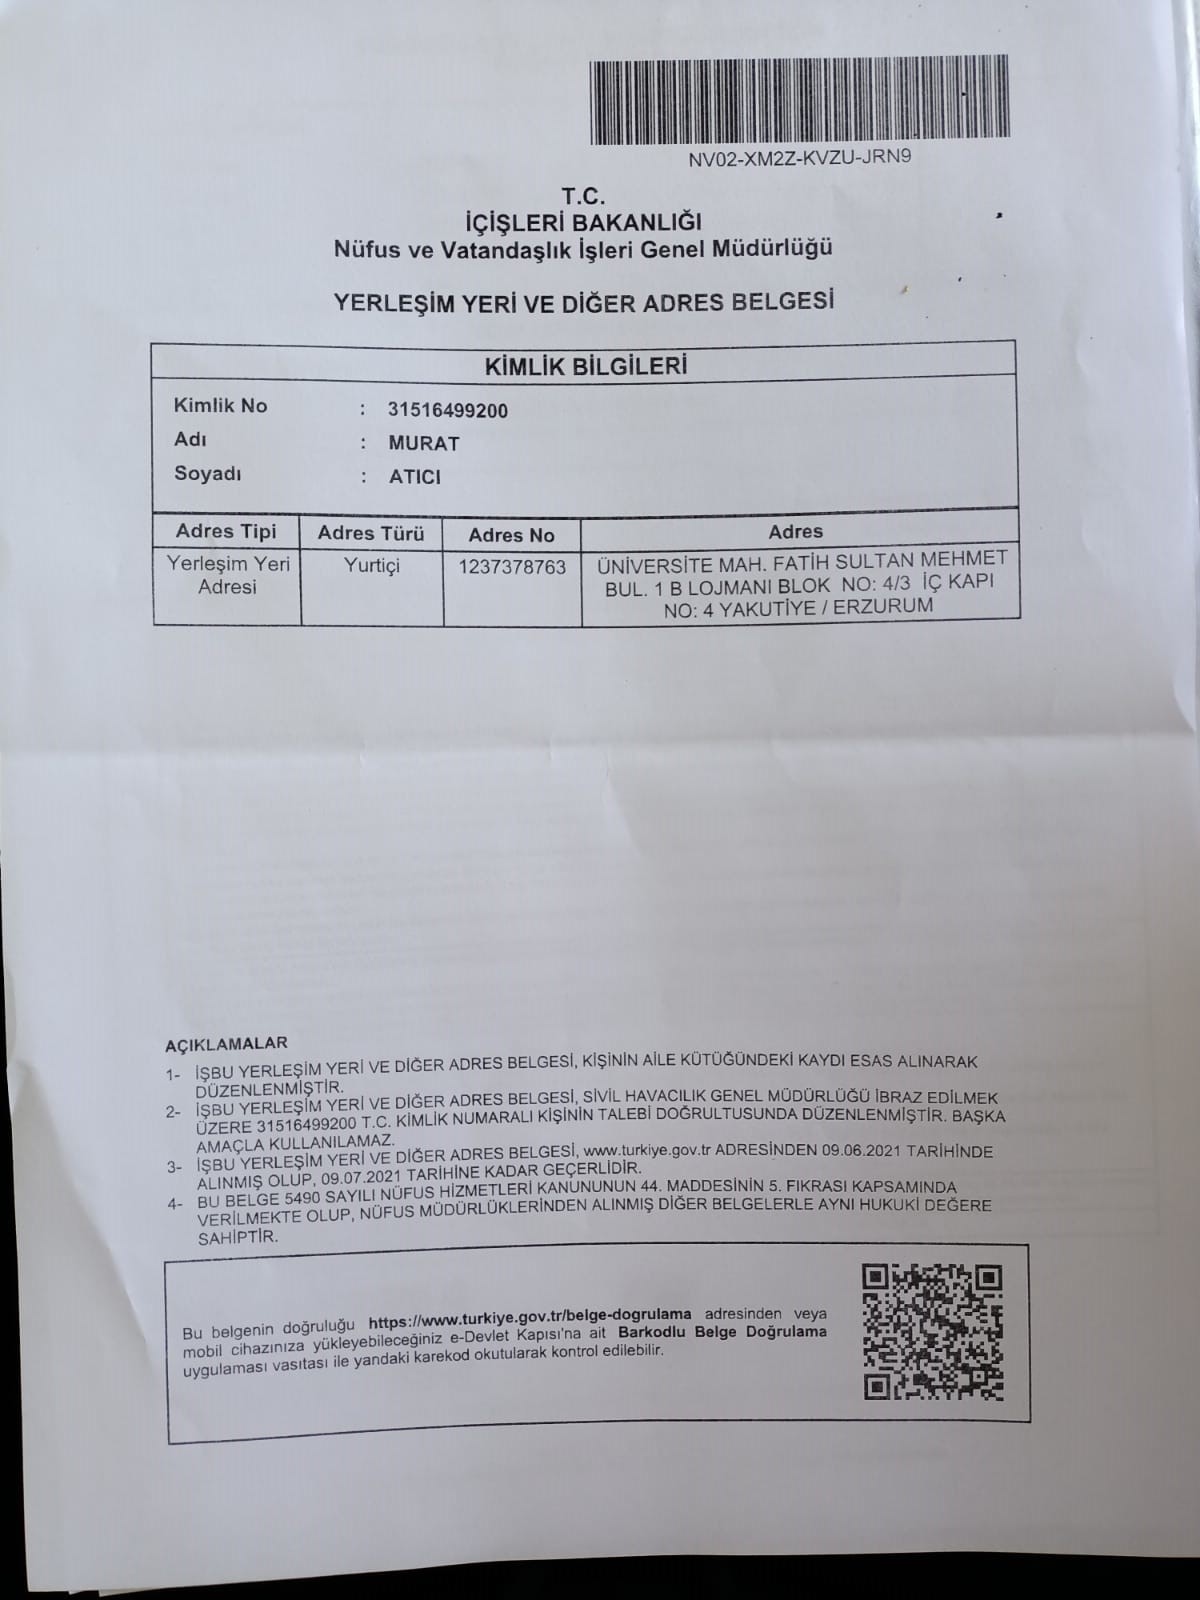 NV02-XM2Z-KVZU-JRN9
T.C.
İÇİŞLERİ BAKANLIĞI
Nüfus ve Vatandaşlık İşleri Genel Müdürlüğü
YERLEŞİM YERİ VE DİĞER ADRES BELGESİ
KİMLİK BİLGİLERİ
Kimlik No : 31516499200
Adı : MURAT
Soyadı : ATICI
Adres Tipi Adres Türü Adres No Adres
Yerleşim Yeri Yurtiçi 1237378763 ÜNİVERSİTE MAH. FATİH SULTAN MEHMET
Adresi BUL. 1 B LOJMANI BLOK NO: 4/3 İÇ KAPI
NO: 4 YAKUTİYE / ERZURUM
AÇIKLAMALAR
1- İŞBU YERLEŞİM YERİ VE DİĞER ADRES BELGESİ, KİŞİNİN AİLE KÜTÜĞÜNDEKİ KAYDI ESAS ALINARAK
DÜZENLENMİŞTİR.
2- İŞBU YERLEŞİM YERİ VE DİĞER ADRES BELGESİ, SİVİL HAVACILIK GENEL MÜDÜRLÜĞÜ İBRAZ EDİLMEK
ÜZERE 31516499200 T.C. KİMLİK NUMARALI KİŞİNİN TALEBİ DOĞRULTUSUNDA DÜZENLENMİŞTİR. BAŞKA
AMAÇLA KULLANILAMAZ.
3- İŞBU YERLEŞİM YERİ VE DİĞER ADRES BELGESİ, www.turkiye.gov.tr ADRESİNDEN 09.06.2021 TARİHİNDE
ALINMIŞ OLUP, 09.07.2021 TARİHİNE KADAR GEÇERLİDİR.
4- BU BELGE 5490 SAYILI NÜFUS HİZMETLERİ KANUNUNUN 44. MADDESİNİN 5. FIKRASI KAPSAMINDA
VERİLMEKTE OLUP, NÜFUS MÜDÜRLÜKLERİNDEN ALINMIŞ DİĞER BELGELERLE AYNI HUKUKİ DEĞERE
SAHİPTİR.
Bu belgenin doğruluğu https://www.turkiye.gov.tr/belge-dogrulama adresinden veya
mobil cihazınıza yükleyebileceğiniz e-Devlet Kapısı'na ait Barkodlu Belge Doğrulama
uygulaması vasıtası ile yandaki karekod okutularak kontrol edilebilir.